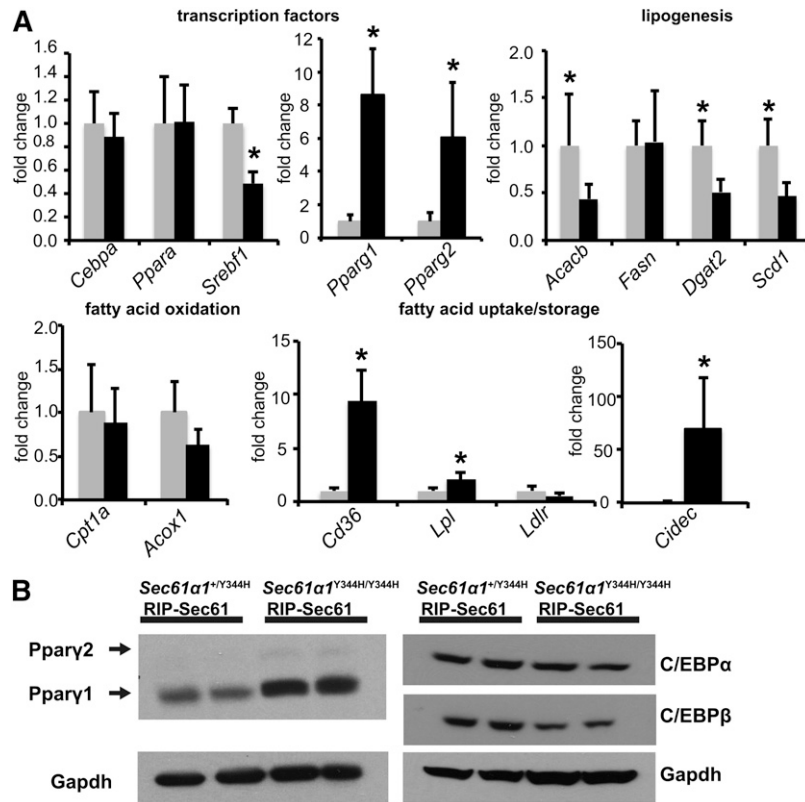 A
transcription factors
lipogenesis
fold change
1.6
1.4
1.2
1.0
0.8
0.6
0.4
0.2
0.0
*
Cebpa
Ppara
Srebf1
fold change
12
10
8
6
4
2
0
*
*
Pparg1
Pparg2
fold change
2.0
1.5
1.0
0.5
0.0
*
*
*
Acacb
Fasn
Dgat2
Scd1
fatty acid oxidation
fatty acid uptake/storage
fold change
2.0
1.5
1.0
0.5
0.0
Cpt1a
Acox1
fold change
15
10
5
0
*
*
Cd36
Lpl
Ldlr
fold change
150
100
50
0
*
Cidec
B
Sec61α1+/Y344H
RIP-Sec61
Sec61α1Y344H/Y344H
RIP-Sec61
Sec61α1+/Y344H
RIP-Sec61
Sec61α1Y344H/Y344H
RIP-Sec61
Pparγ2
Pparγ1
Gapdh
C/EBPα
C/EBPβ
Gapdh